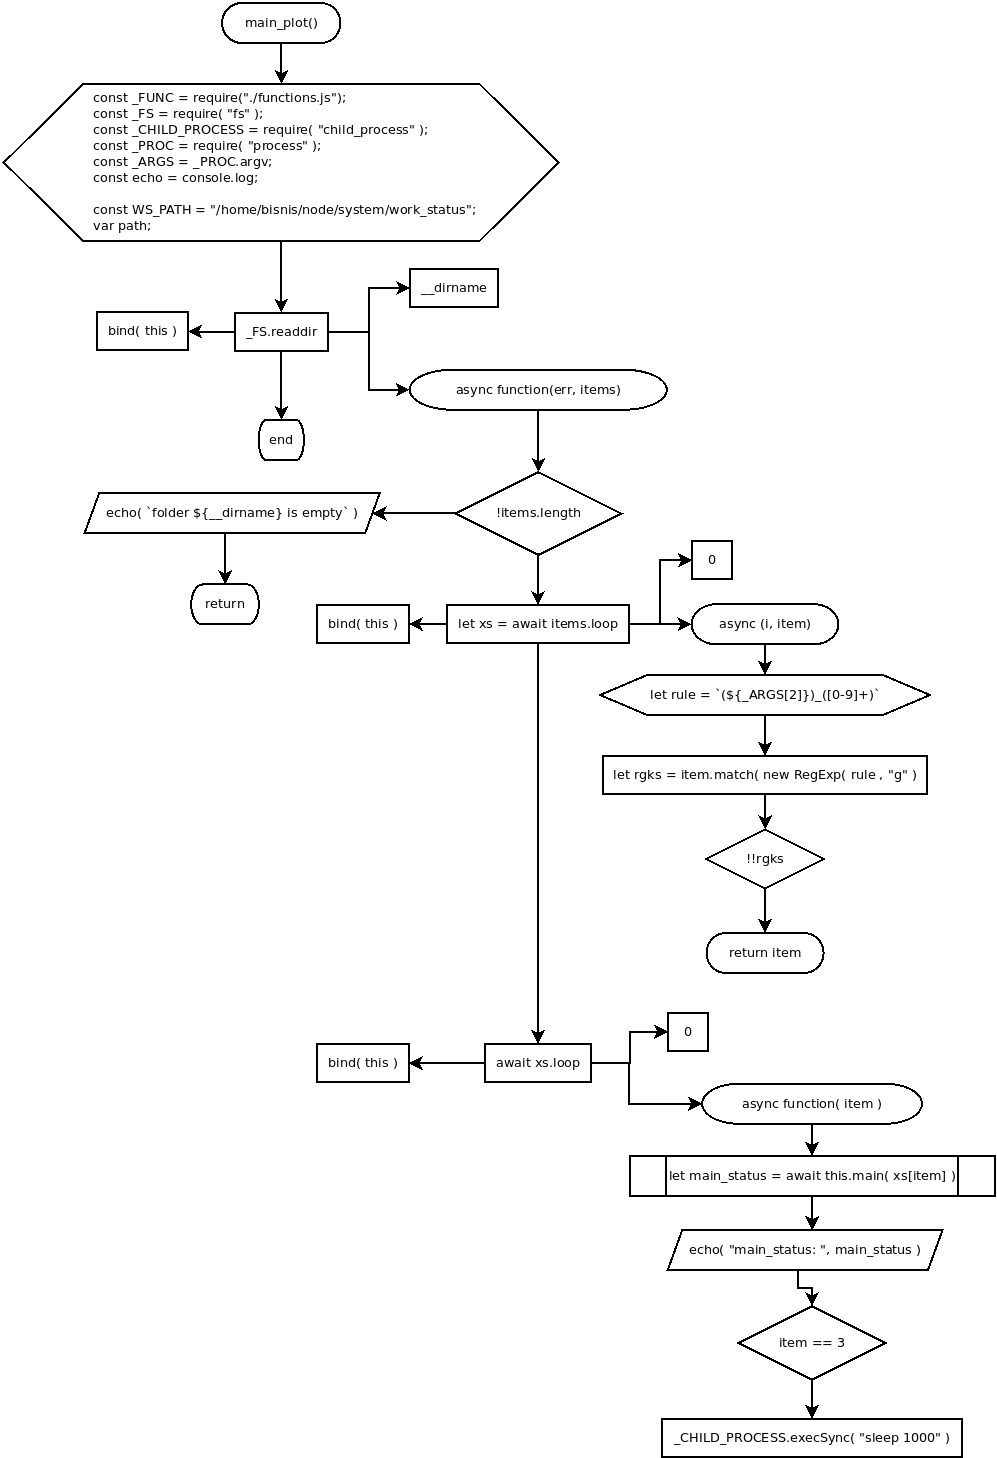 main_plot()
const _FUNC = require("./functions.js");
const _FS = require( "fs" );
const _CHILD_PROCESS = require( "child_process" );
const _PROC = require( "process" );
const _ARGS = _PROC.argv;
const echo = console.log;
const WS_PATH = "/home/bisnis/node/system/work_status";
var path;
__dirname
bind( this )
_FS.readdir
async function(err, items)
end
echo( `folder ${__dirname} is empty` )
!items.length
return
0
bind( this )
let xs = await items.loop
async (i, item)
let rule = `(${_ARGS[2]})_([0-9]+)`
let rgks = item.match( new RegExp( rule , "g" )
!!rgks
return item
0
bind( this )
await xs.loop
async function( item )
let main_status = await this.main( xs[item] )
echo( "main_status: ", main_status )
item == 3
_CHILD_PROCESS.execSync( "sleep 1000" )